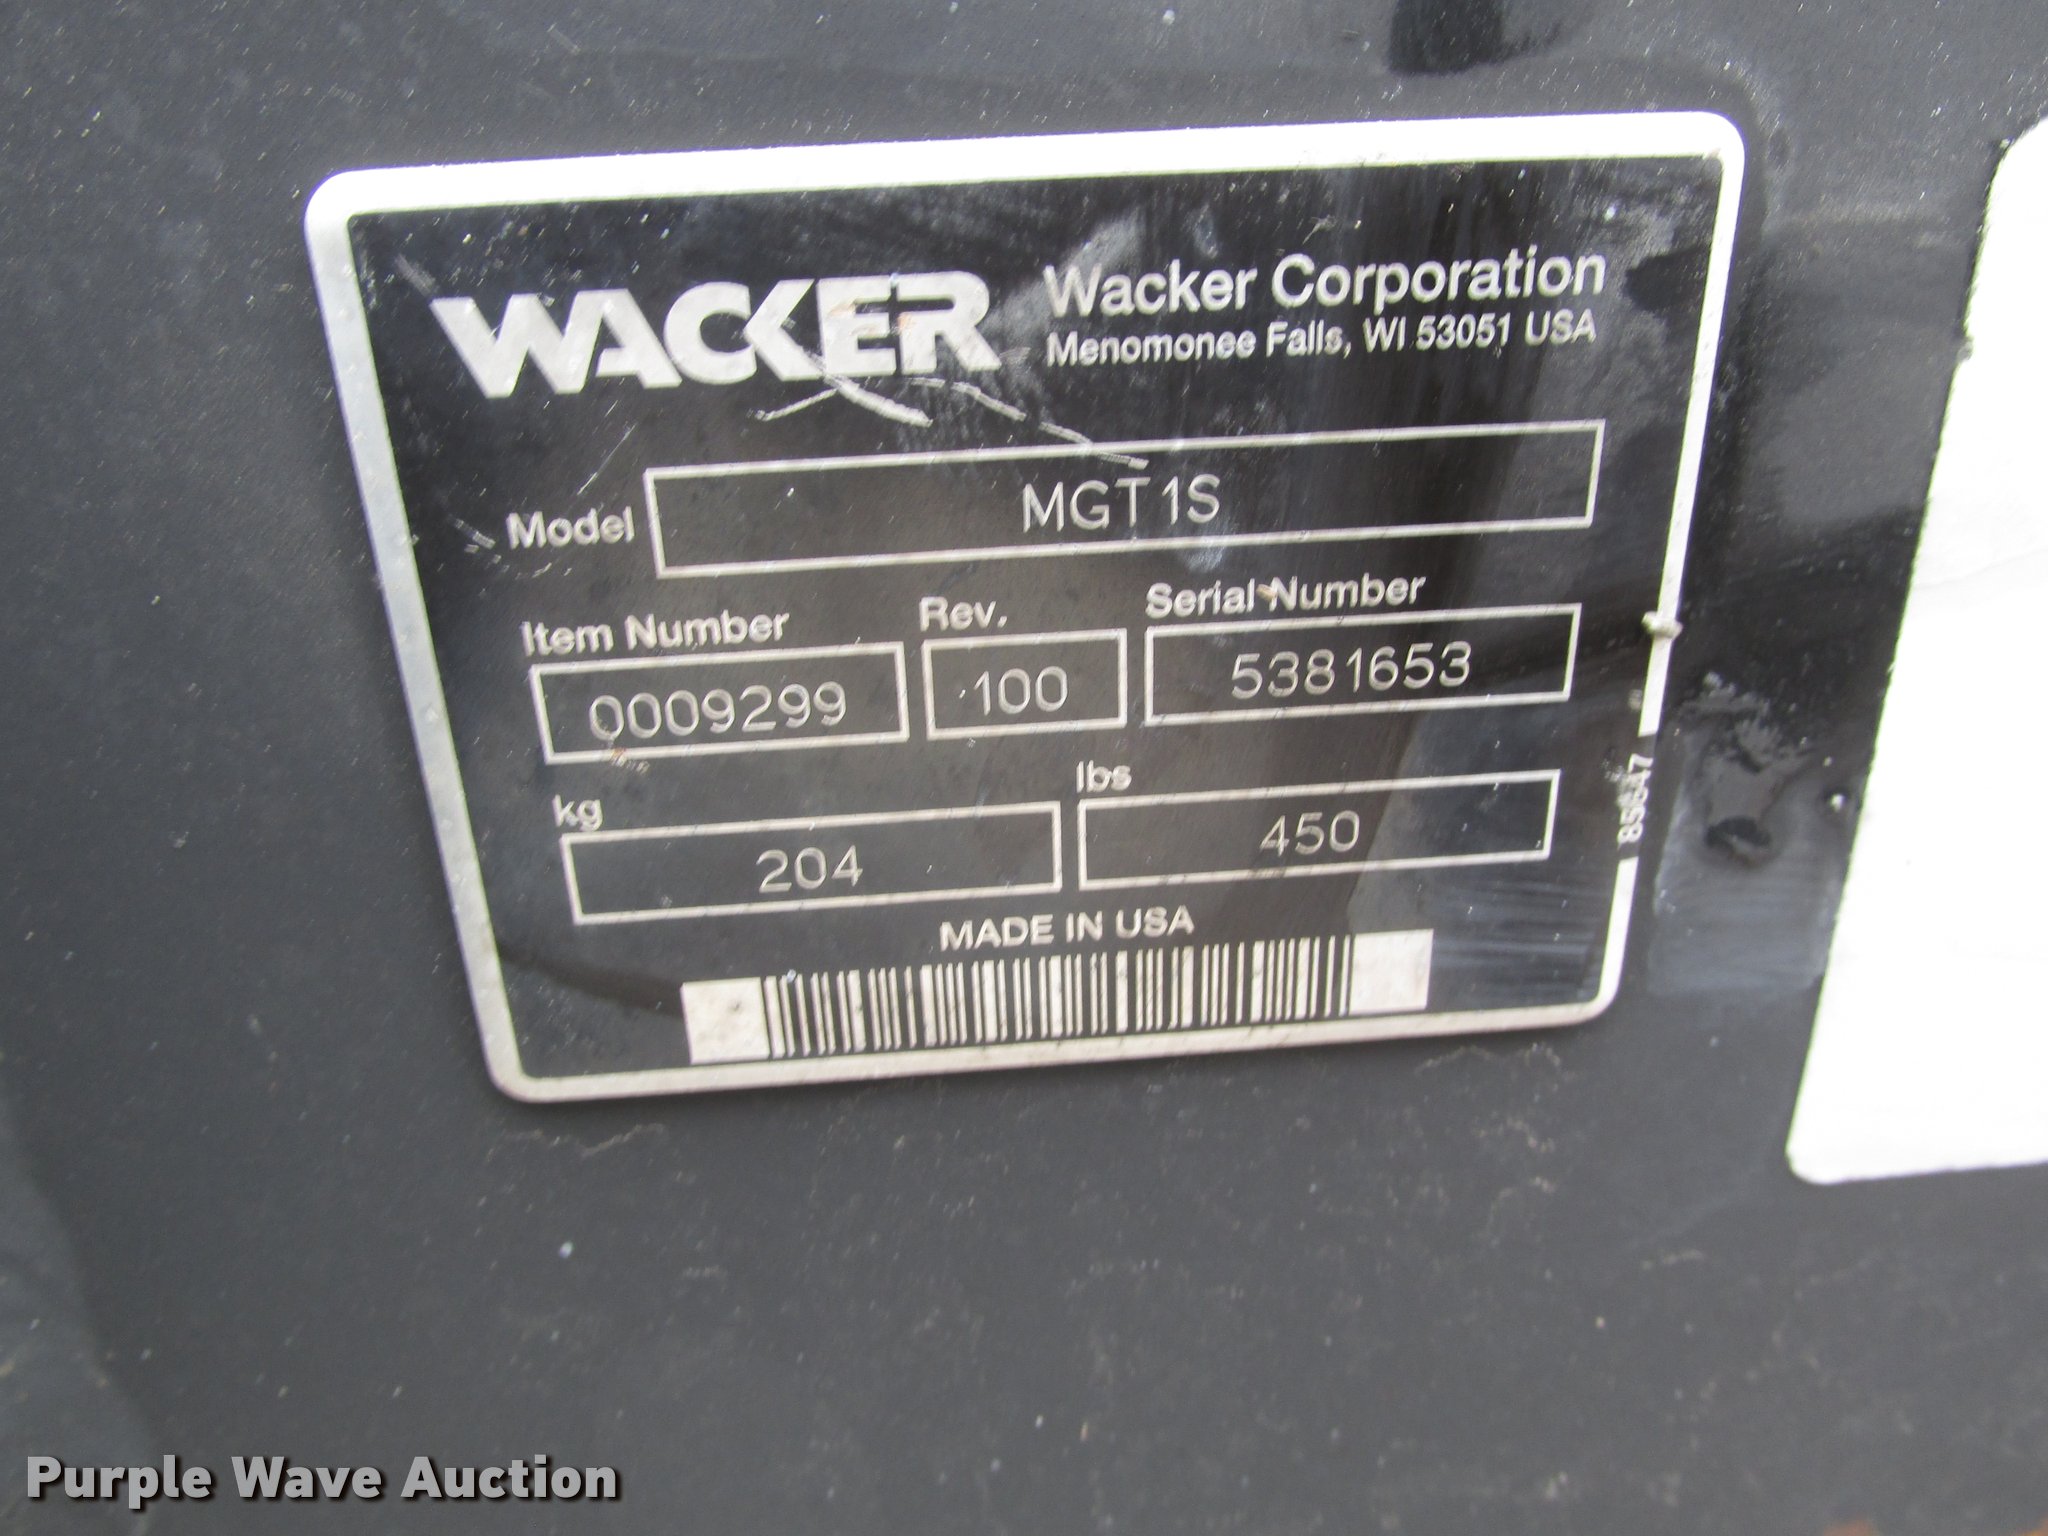 WACKER
Wacker Corporation
Menomonee Falls, WI 53051 USA
Model MGT1S
Item Number Rev. Serial Number
0009299 100 5381653
kg lbs
204 450
MADE IN USA
85647
Purple Wave Auction